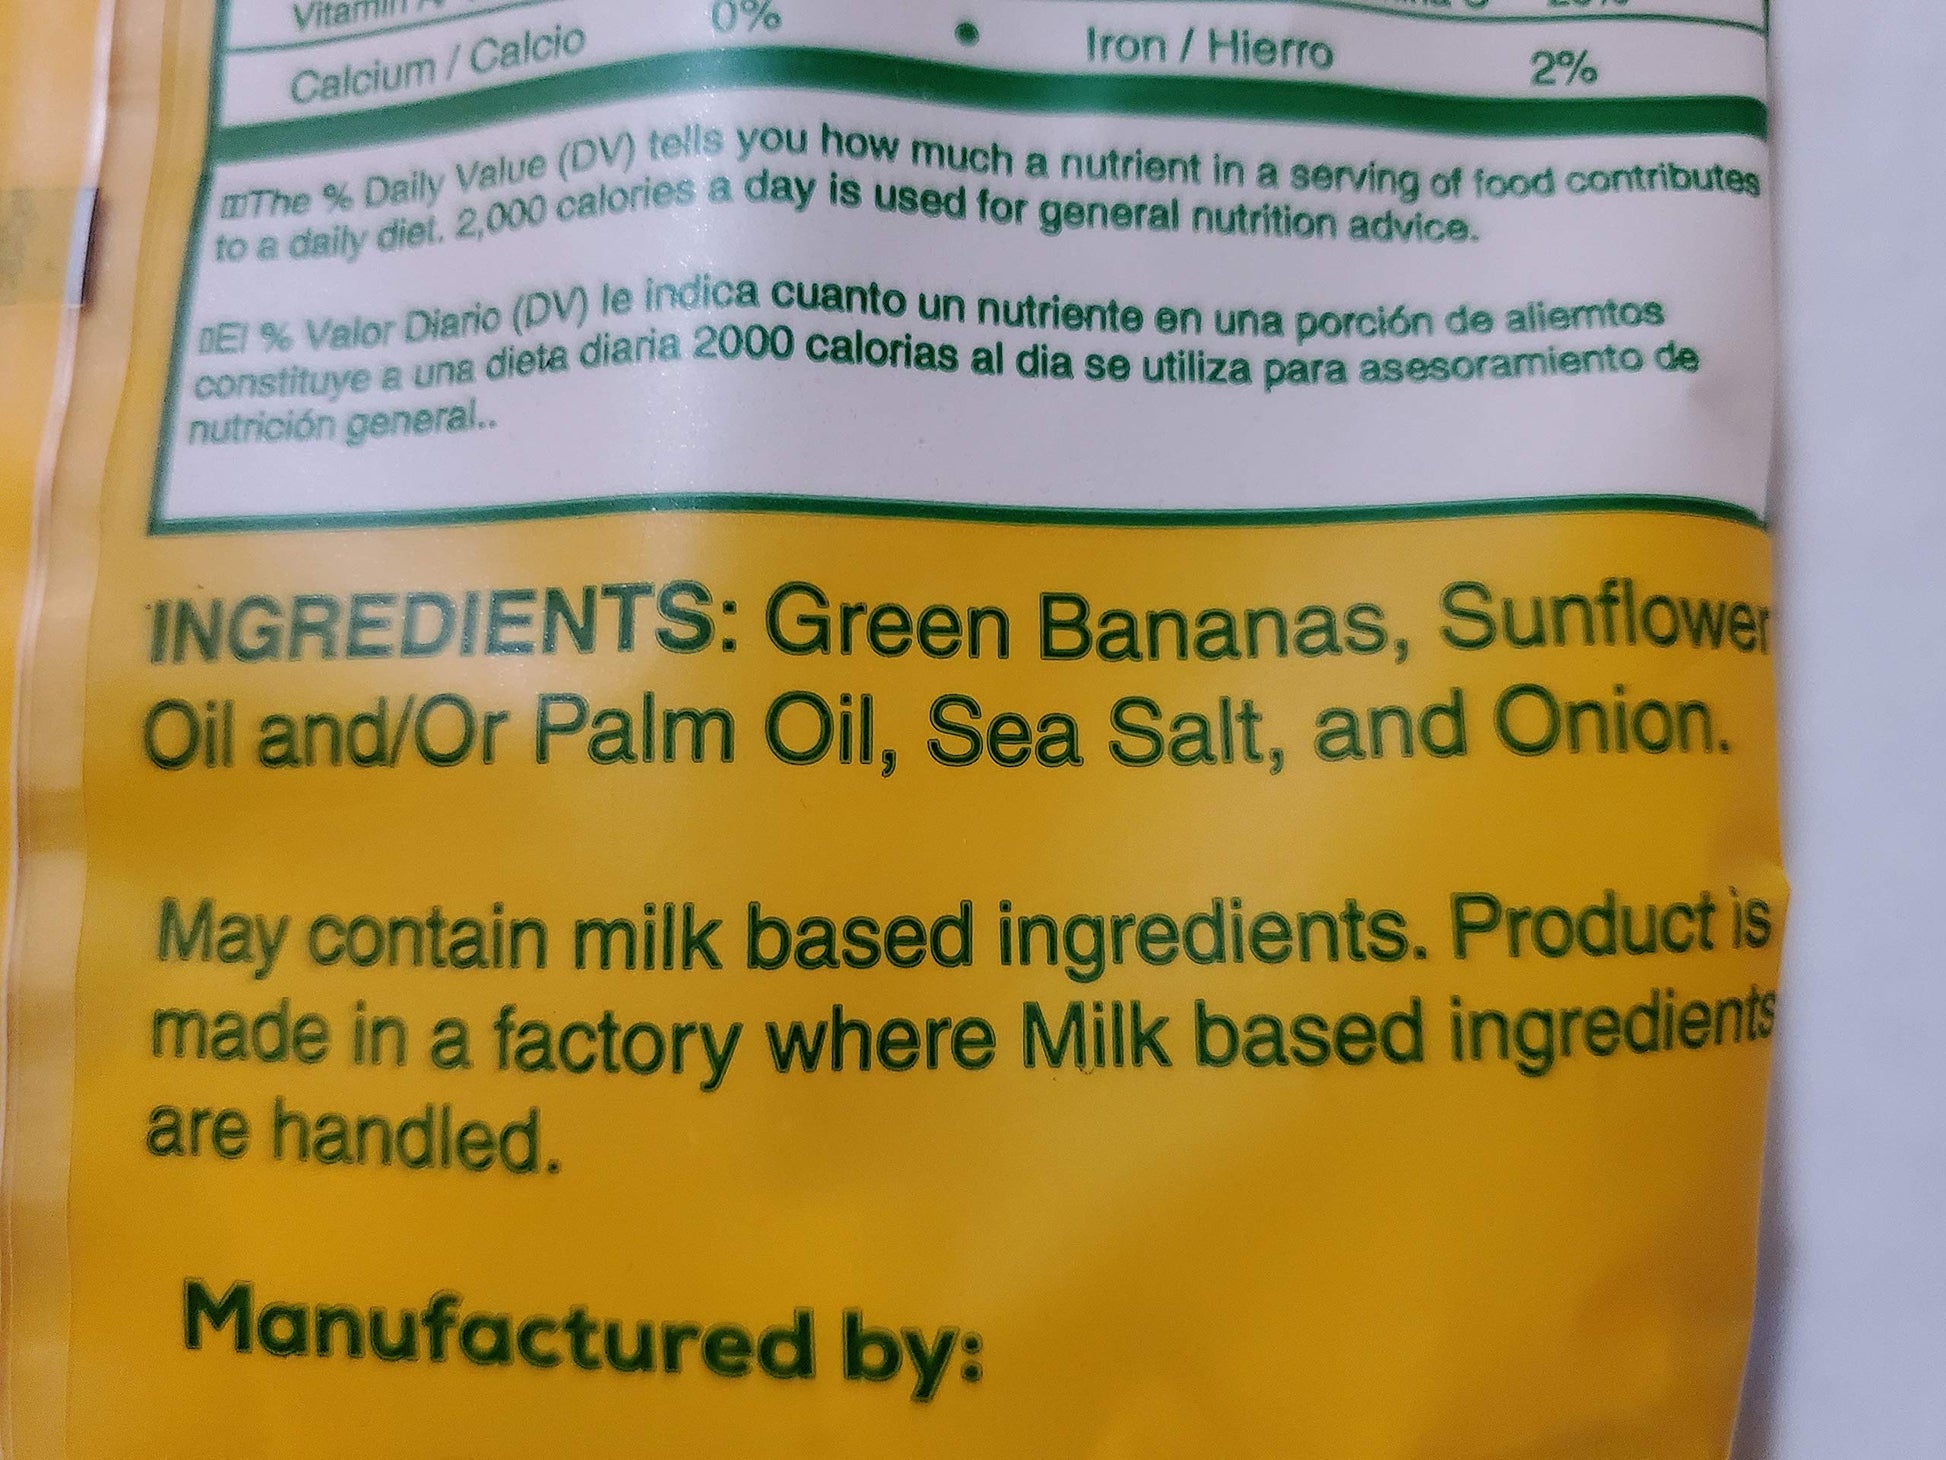 Vitamin A
Calcium / Calcio 0% • Iron / Hierro 2%
The % Daily Value (DV) tells you how much a nutrient in a serving of food contributes
to a daily diet. 2,000 calories a day is used for general nutrition advice.
El % Valor Diario (DV) le indica cuanto un nutriente en una porción de aliemtos
constituye a una dieta diaria 2000 calorias al dia se utiliza para asesoramiento de
nutrición general..
INGREDIENTS: Green Bananas, Sunflower
Oil and/Or Palm Oil, Sea Salt, and Onion.
May contain milk based ingredients. Product is
made in a factory where Milk based ingredients
are handled.
Manufactured by: